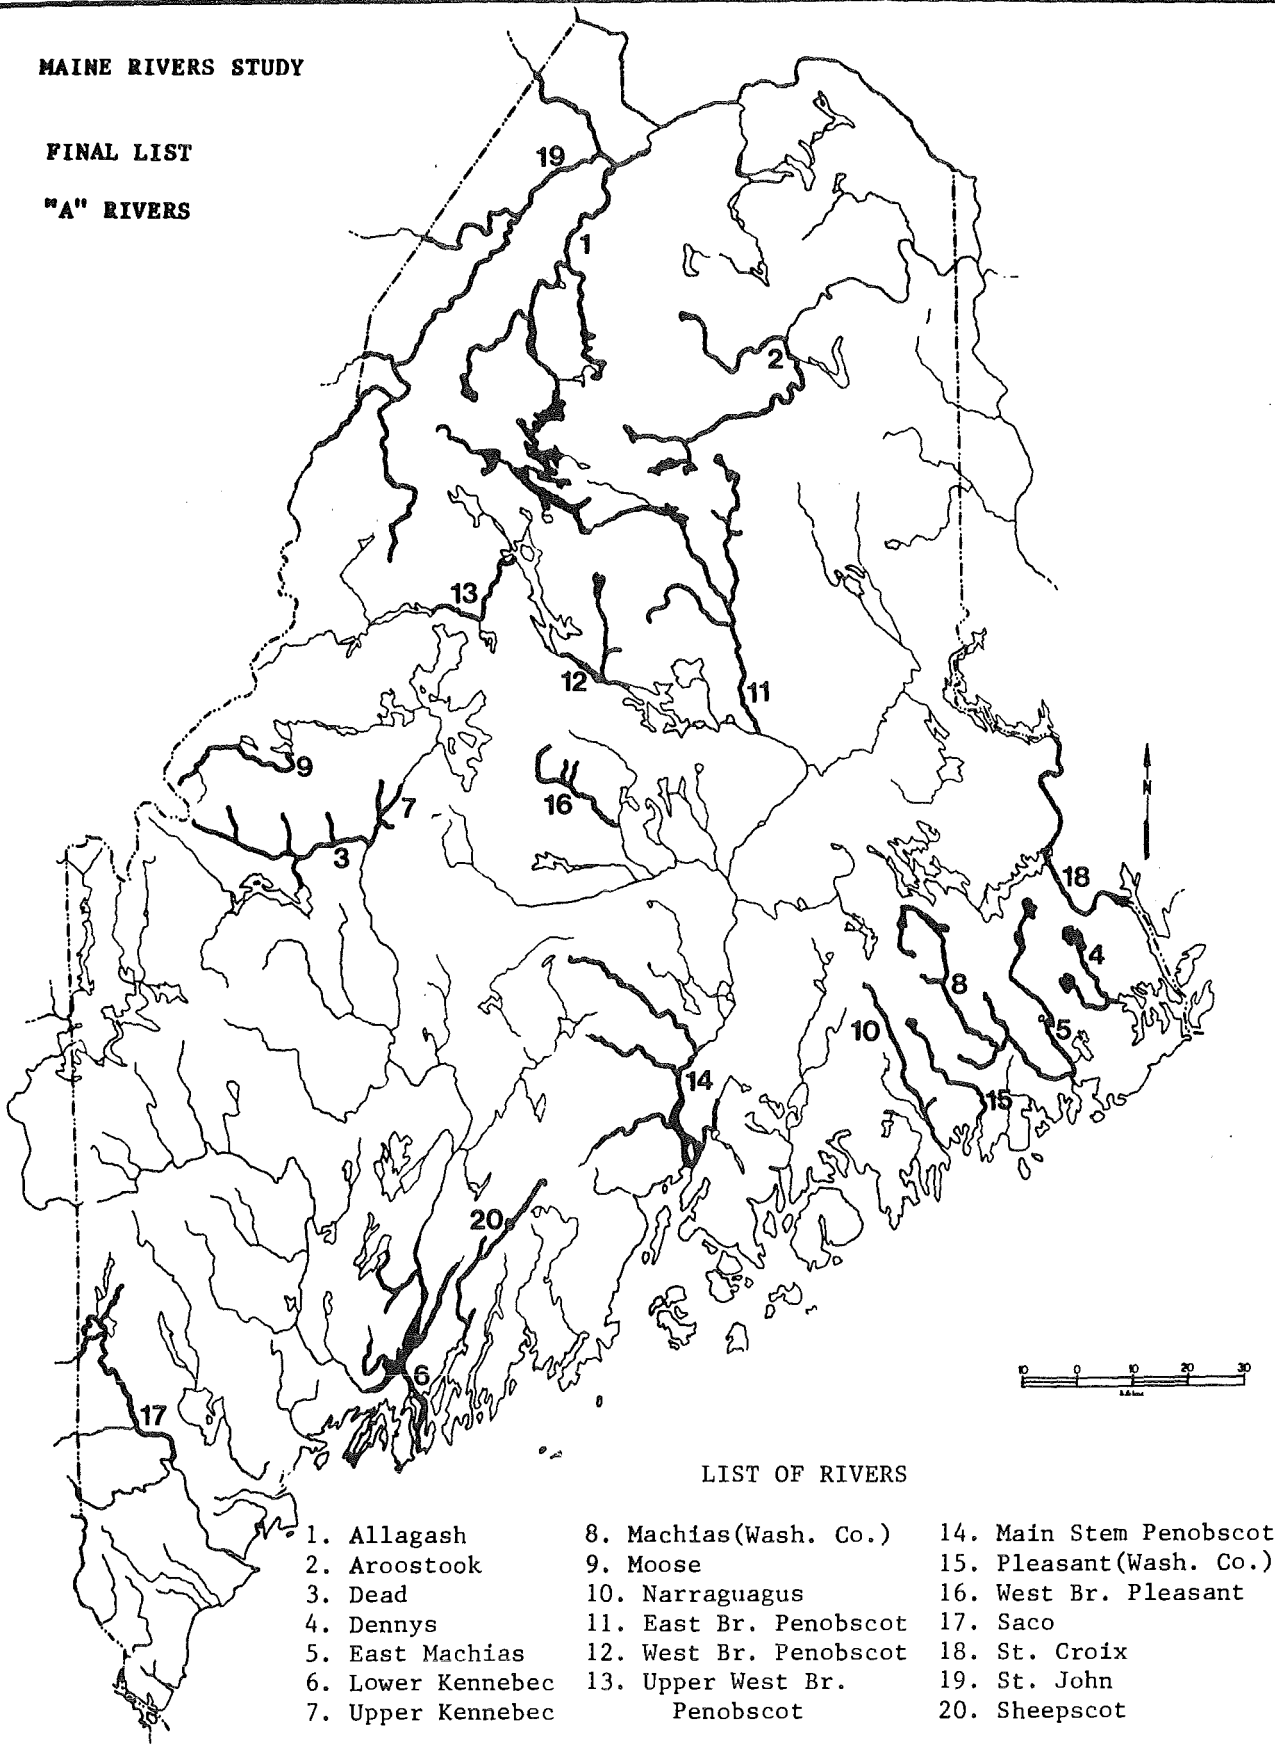 MAINE RIVERS STUDY
FINAL LIST
"A" RIVERS
19
1
2
13
12
11
9
7
16
3
N
18
4
8
10
5
14
15
20
6
17
10 0 10 20 30
LIST OF RIVERS
1. Allagash
2. Aroostook
3. Dead
4. Dennys
5. East Machias
6. Lower Kennebec
7. Upper Kennebec
8. Machias(Wash. Co.)
9. Moose
10. Narraguagus
11. East Br. Penobscot
12. West Br. Penobscot
13. Upper West Br.
Penobscot
14. Main Stem Penobscot
15. Pleasant(Wash. Co.)
16. West Br. Pleasant
17. Saco
18. St. Croix
19. St. John
20. Sheepscot